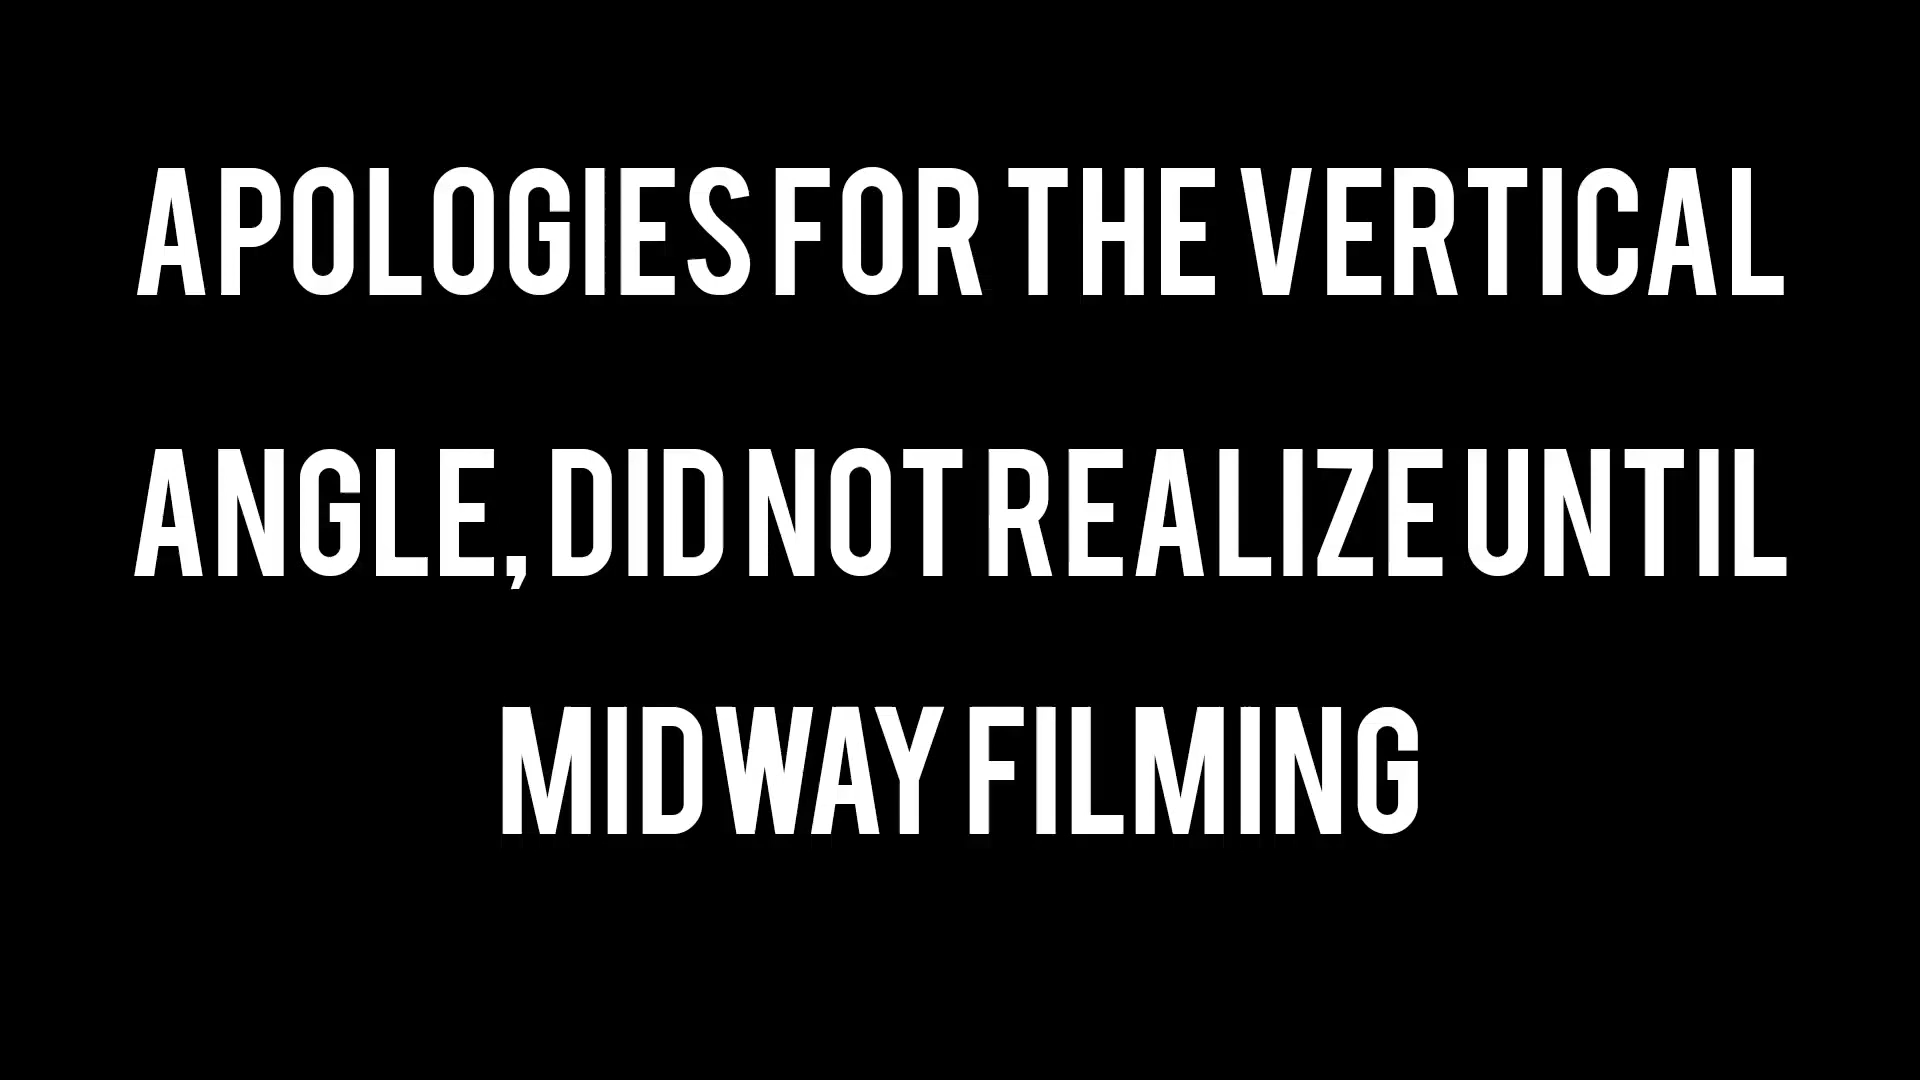 APOLOGIES FOR THE VERTICAL
ANGLE, DID NOT REALIZE UNTIL
MIDWAY FILMING